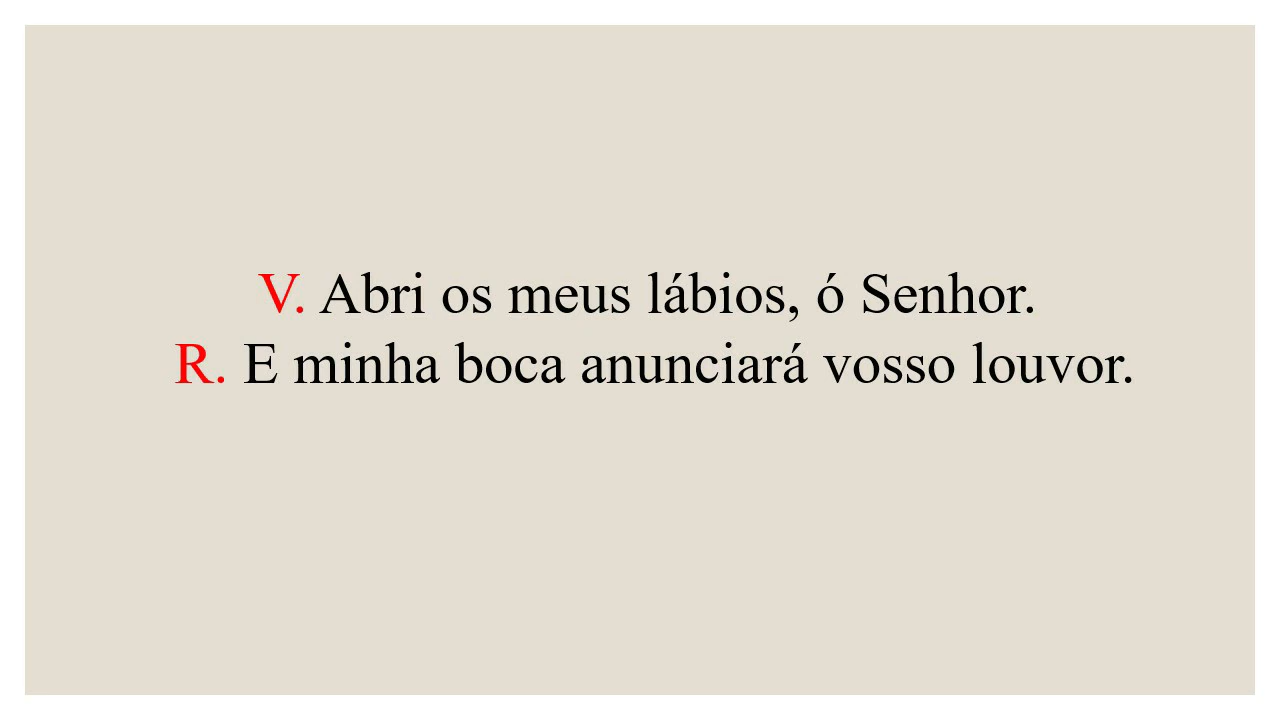 V. Abri os meus lábios, ó Senhor.
R. E minha boca anunciará vosso louvor.